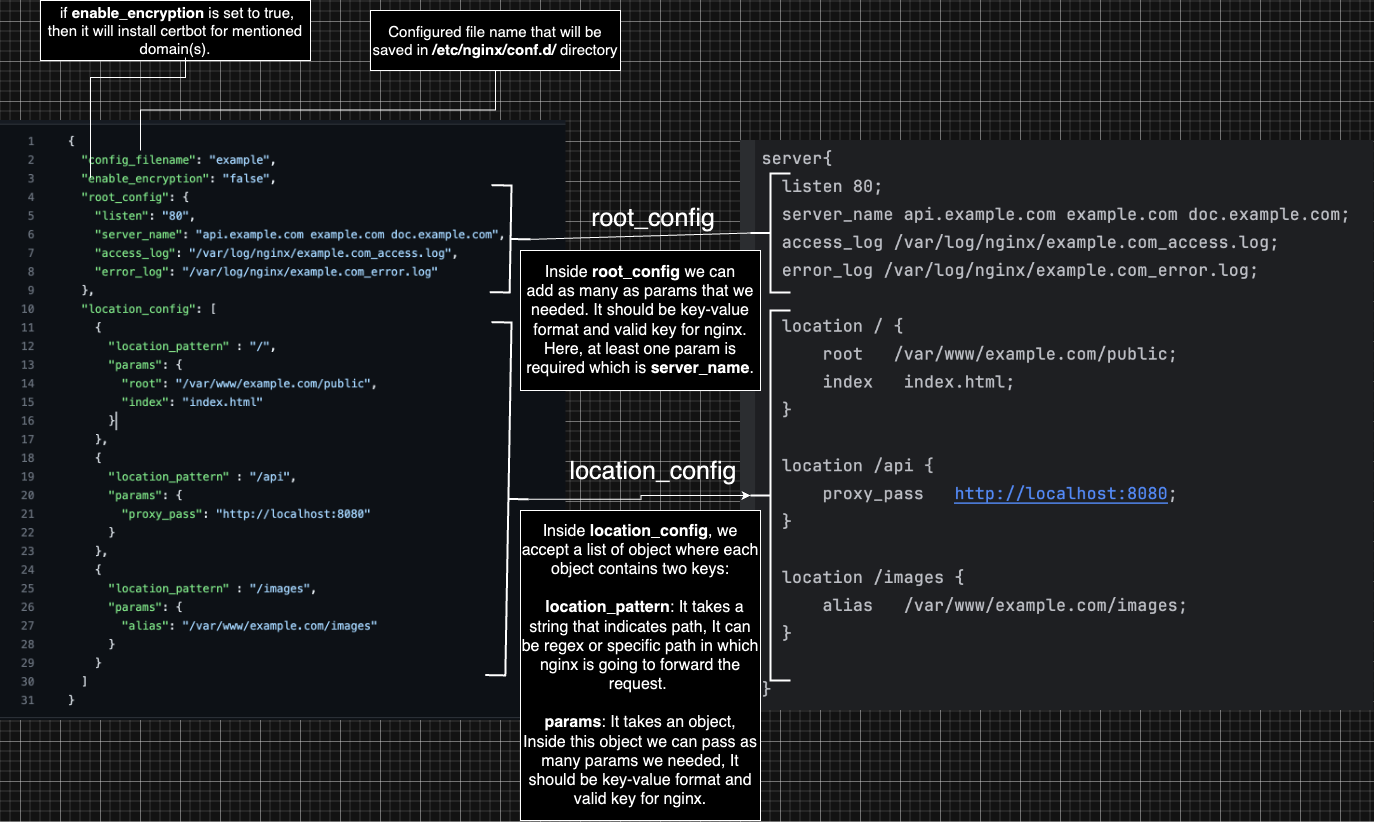 if enable_encryption is set to true,
then it will install certbot for mentioned
domain(s).
Configured file name that will be
saved in /etc/nginx/conf.d/ directory
1 {
2 "config_filename": "example",
3 "enable_encryption": "false",
4 "root_config": {
5 "listen": "80",
6 "server_name": "api.example.com example.com doc.example.com",
7 "access_log": "/var/log/nginx/example.com_access.log",
8 "error_log": "/var/log/nginx/example.com_error.log"
9 },
10 "location_config": [
11 {
12 "location_pattern" : "/",
13 "params": {
14 "root": "/var/www/example.com/public",
15 "index": "index.html"
16 }
17 },
18 {
19 "location_pattern" : "/api",
20 "params": {
21 "proxy_pass": "http://localhost:8080"
22 }
23 },
24 {
25 "location_pattern" : "/images",
26 "params": {
27 "alias": "/var/www/example.com/images"
28 }
29 }
30 ]
31 }
root_config
Inside root_config we can
add as many as params that we
needed. It should be key-value
format and valid key for nginx.
Here, at least one param is
required which is server_name.
location_config
Inside location_config, we
accept a list of object where each
object contains two keys:
location_pattern: It takes a
string that indicates path, It can
be regex or specific path in which
nginx is going to forward the
request.
params: It takes an object,
Inside this object we can pass as
many params we needed, It
should be key-value format and
valid key for nginx.
server{
listen 80;
server_name api.example.com example.com doc.example.com;
access_log /var/log/nginx/example.com_access.log;
error_log /var/log/nginx/example.com_error.log;
location / {
root /var/www/example.com/public;
index index.html;
}
location /api {
proxy_pass http://localhost:8080;
}
location /images {
alias /var/www/example.com/images;
}
}